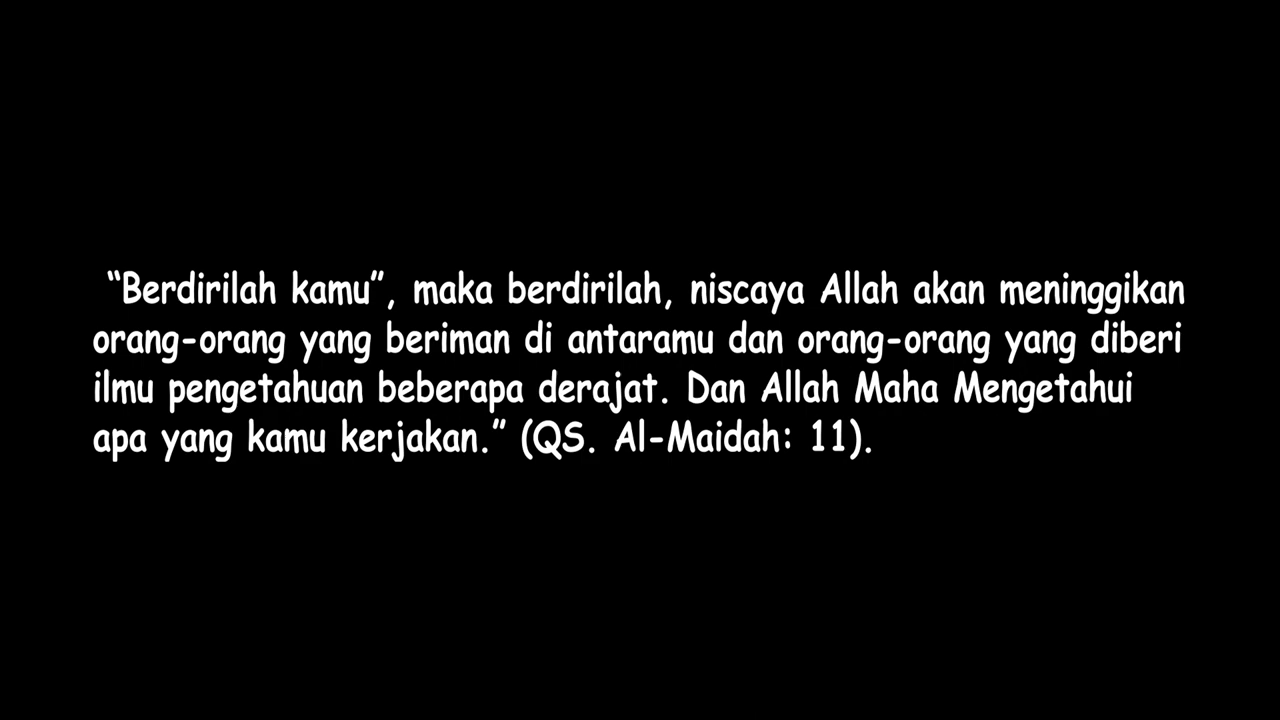 “Berdirilah kamu”, maka berdirilah, niscaya Allah akan meninggikan
orang-orang yang beriman di antaramu dan orang-orang yang diberi
ilmu pengetahuan beberapa derajat. Dan Allah Maha Mengetahui
apa yang kamu kerjakan.” (QS. Al-Maidah: 11).